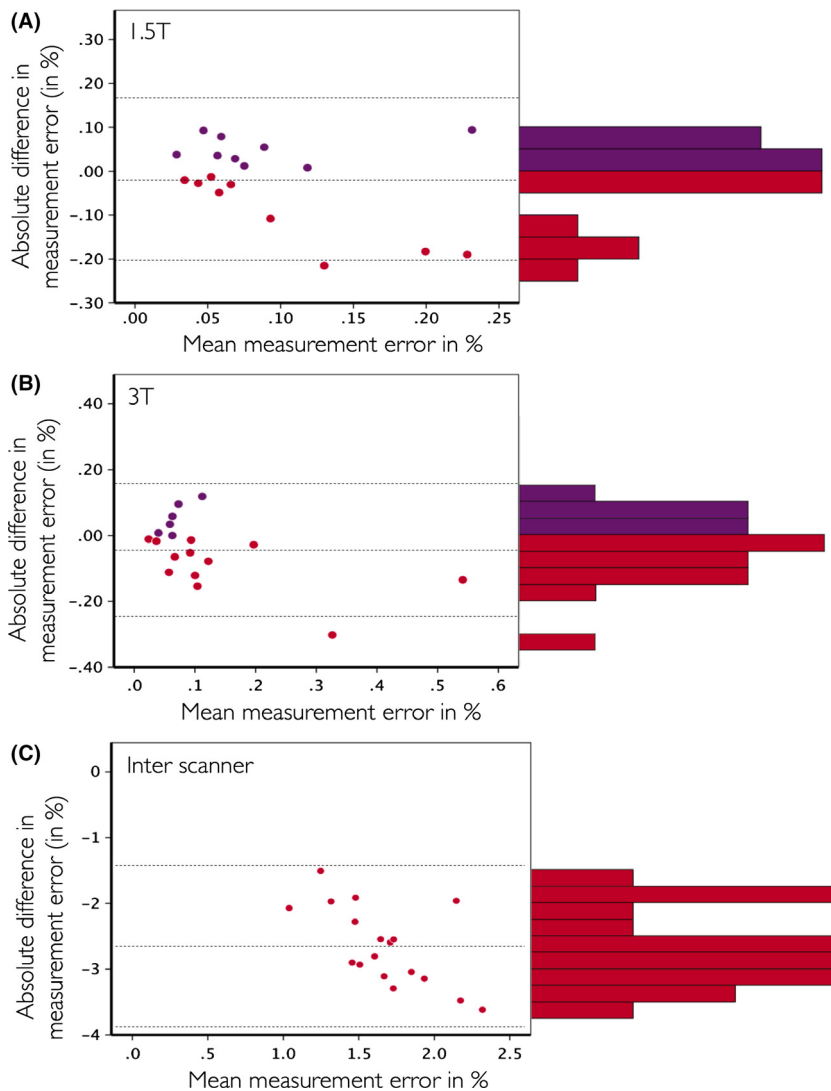 (A)
1.5T
.30
.20
.10
.00
-.10
-.20
-.30
.00 .05 .10 .15 .20 .25
Absolute difference in
measurement error (in %)
Mean measurement error in %
(B)
3T
.40
.20
.00
-.20
-.40
.0 .1 .2 .3 .4 .5 .6
Absolute difference in
measurement error (in %)
Mean measurement error in %
(C)
Inter scanner
0
-1
-2
-3
-4
.0 .5 1.0 1.5 2.0 2.5
Absolute difference in
measurement error (in %)
Mean measurement error in %